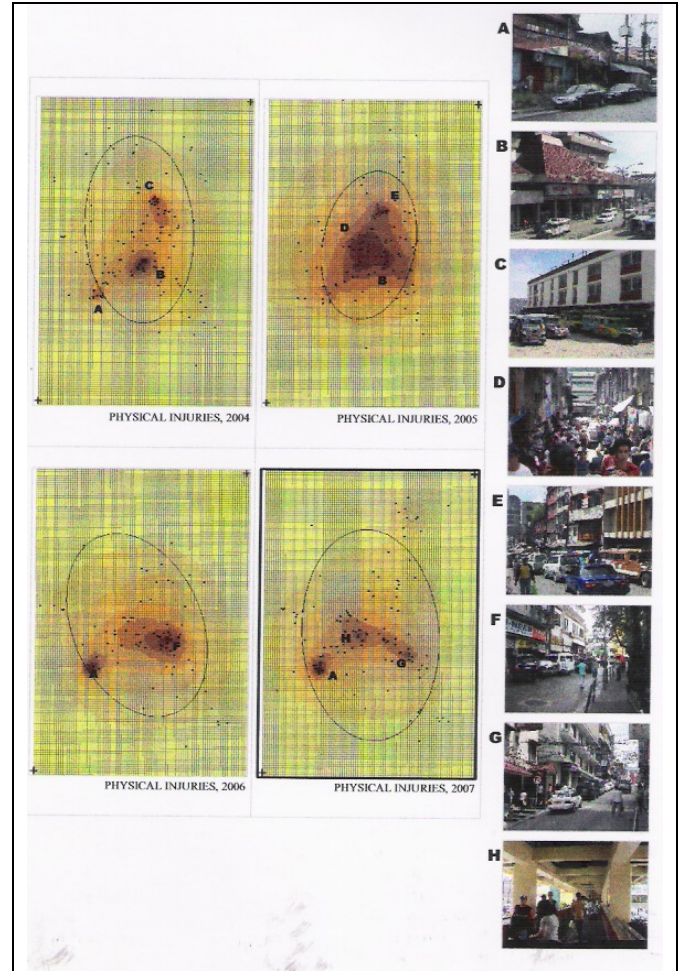 A
B
C
D
E
F
G
H
C
B
A
PHYSICAL INJURIES, 2004
E
D
B
PHYSICAL INJURIES, 2005
F
A
PHYSICAL INJURIES, 2006
H
G
A
PHYSICAL INJURIES, 2007